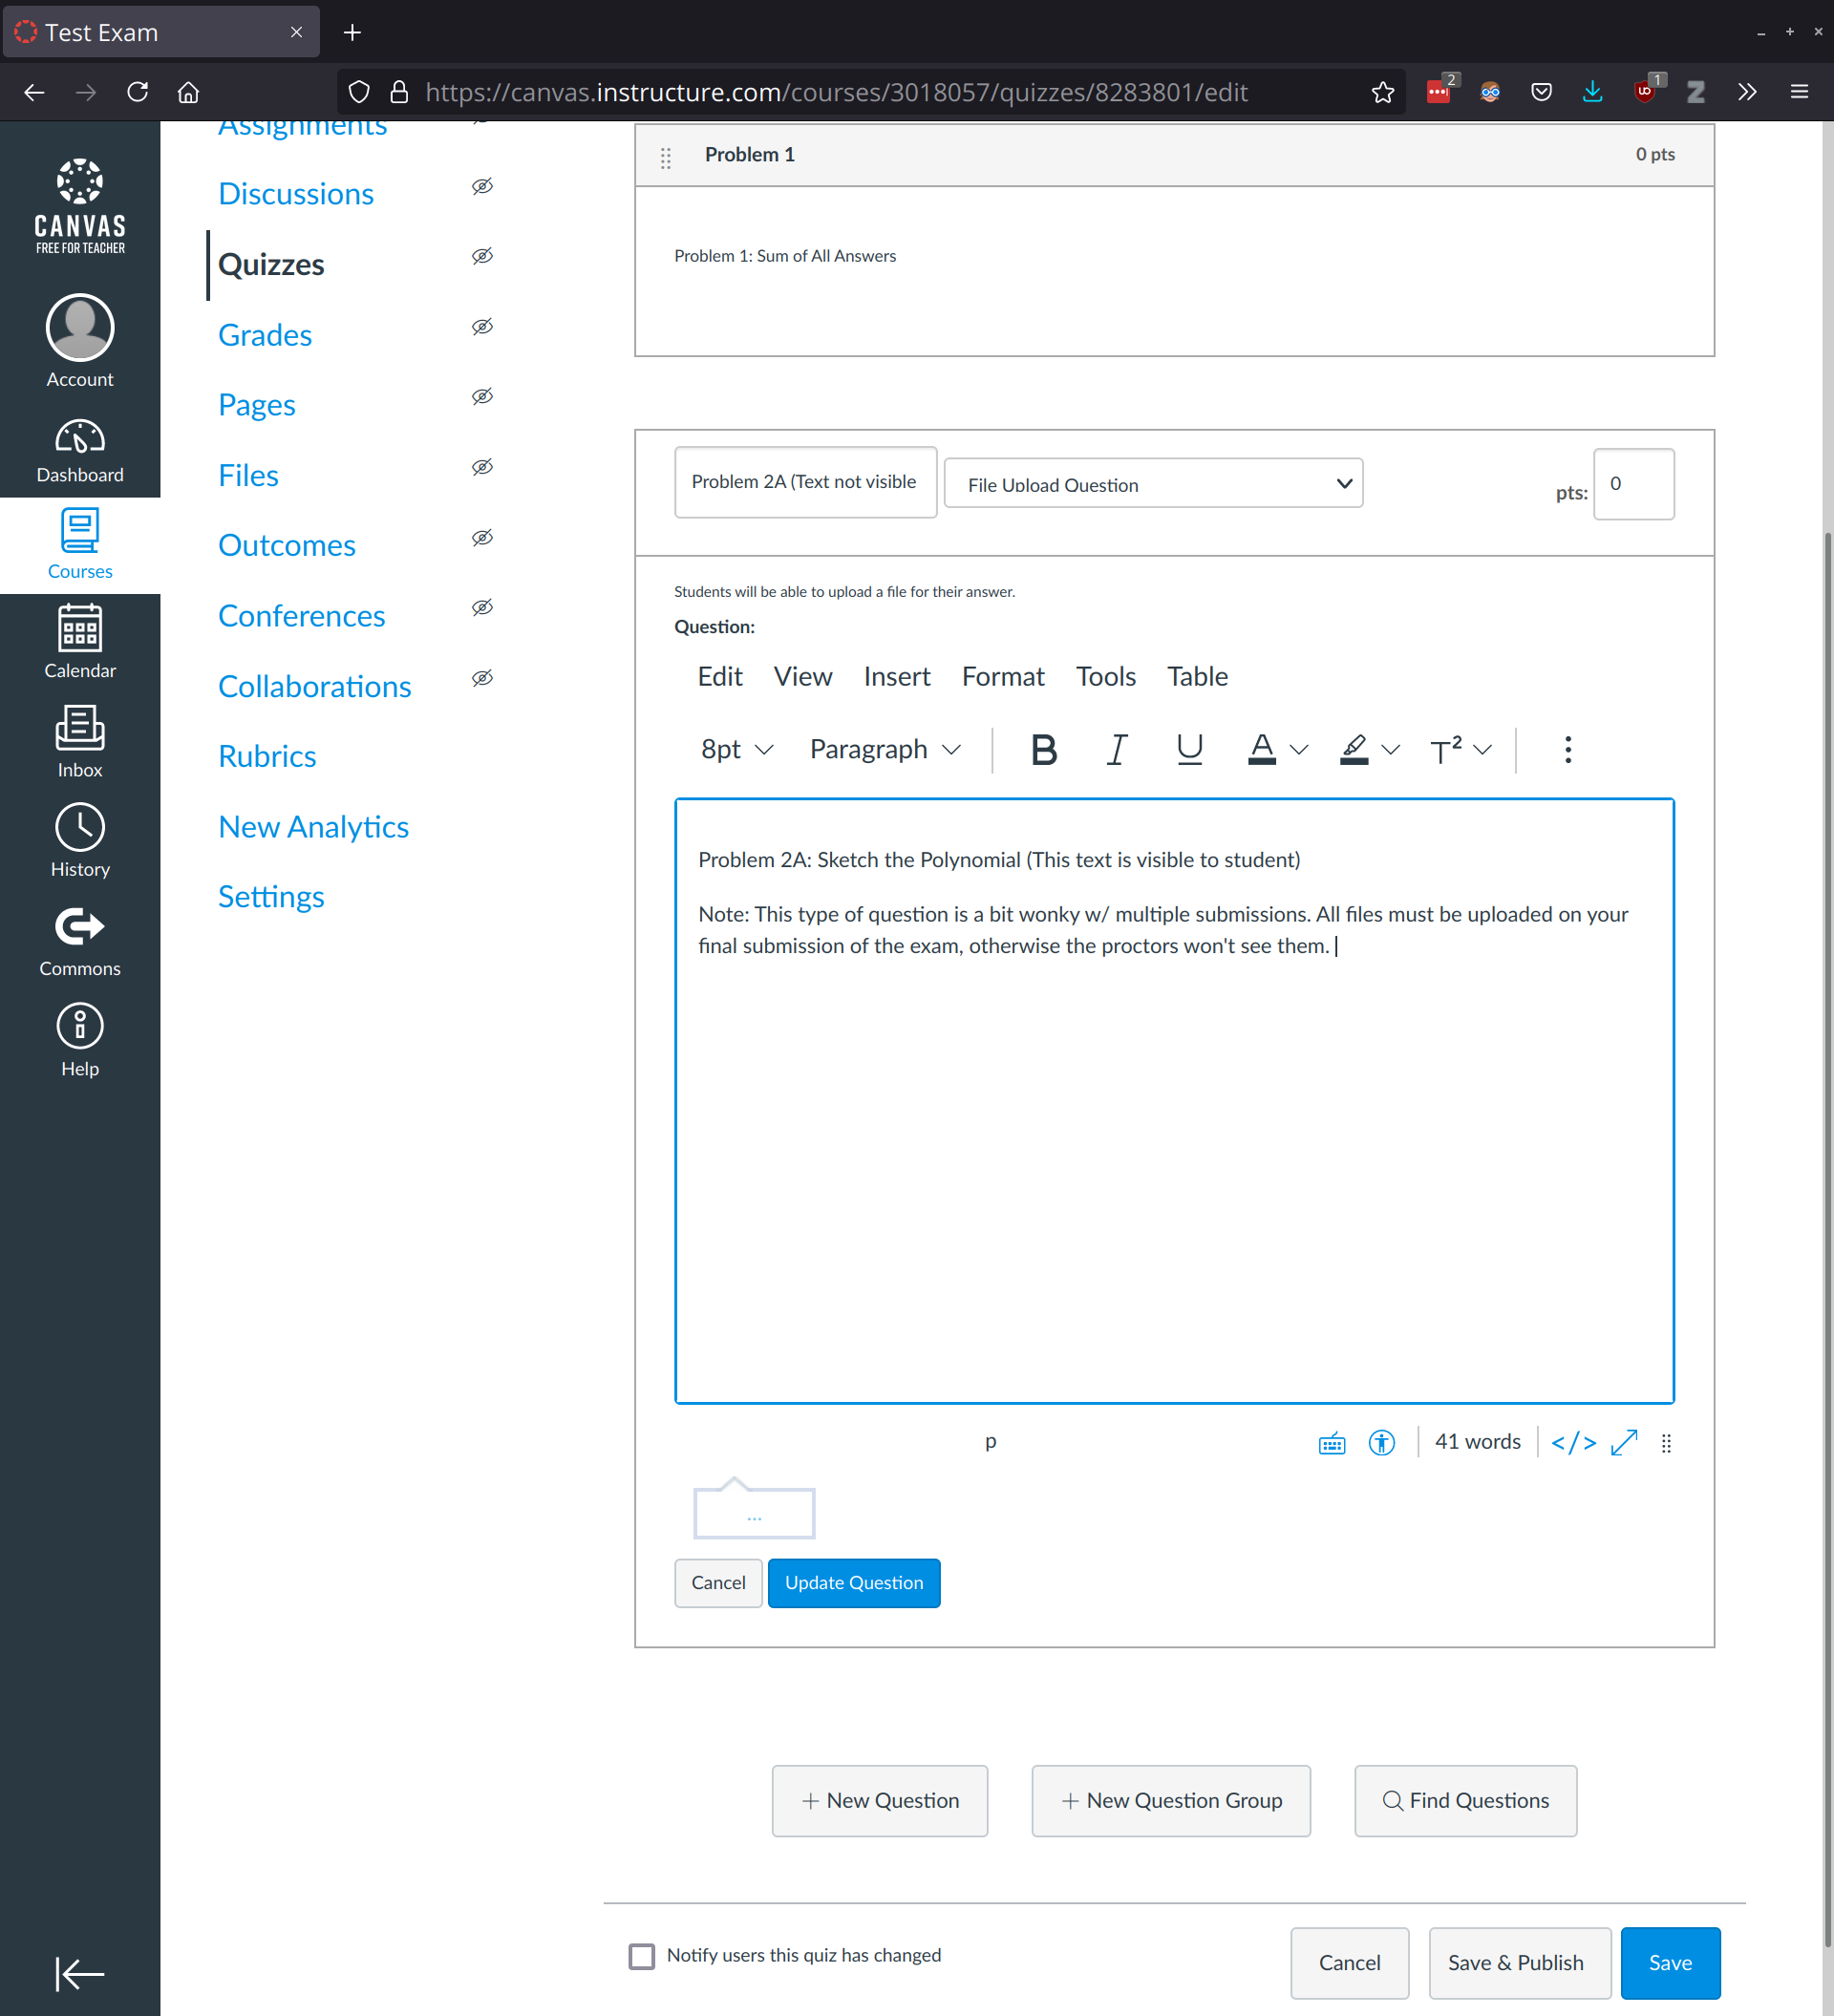 Test Exam
https://canvas.instructure.com/courses/3018057/quizzes/8283801/edit
2
1
CANVAS
FREE FOR TEACHER
Account
Dashboard
Courses
Calendar
Inbox
History
Commons
Help
Assignments
Discussions
Quizzes
Grades
Pages
Files
Outcomes
Conferences
Collaborations
Rubrics
New Analytics
Settings
Problem 1
0 pts
Problem 1: Sum of All Answers
Problem 2A (Text not visible
File Upload Question
pts:
0
Students will be able to upload a file for their answer.
Question:
Edit View Insert Format Tools Table
8pt Paragraph B I U A T²
Problem 2A: Sketch the Polynomial (This text is visible to student)
Note: This type of question is a bit wonky w/ multiple submissions. All files must be uploaded on your
final submission of the exam, otherwise the proctors won't see them.
p
41 words
</>
...
Cancel
Update Question
+ New Question
+ New Question Group
Find Questions
Notify users this quiz has changed
Cancel
Save & Publish
Save